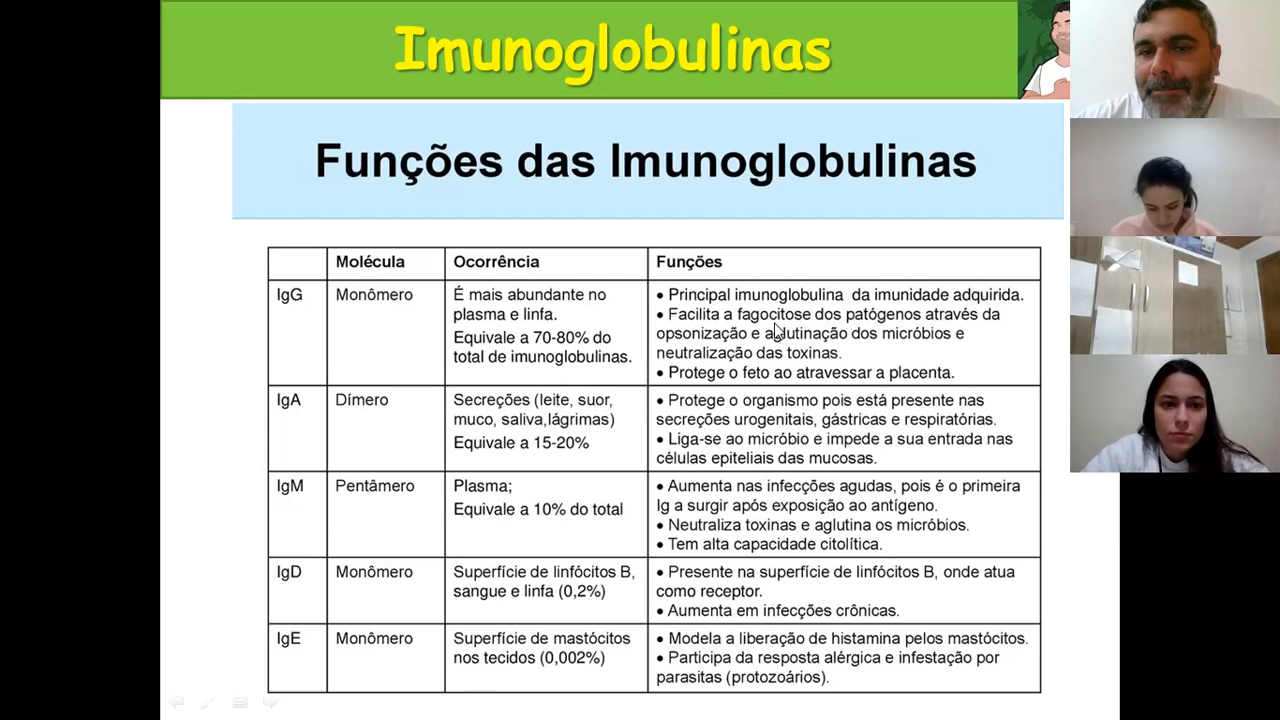 Imunoglobulinas
Funções das Imunoglobulinas
Molécula Ocorrência Funções
IgG Monômero É mais abundante no • Principal imunoglobulina da imunidade adquirida.
plasma e linfa. • Facilita a fagocitose dos patógenos através da
Equivale a 70-80% do opsonização e aglutinação dos micróbios e
total de imunoglobulinas. neutralização das toxinas.
• Protege o feto ao atravessar a placenta.
IgA Dímero Secreções (leite, suor, • Protege o organismo pois está presente nas
muco, saliva,lágrimas) secreções urogenitais, gástricas e respiratórias.
Equivale a 15-20% • Liga-se ao micróbio e impede a sua entrada nas
células epiteliais das mucosas.
IgM Pentâmero Plasma; • Aumenta nas infecções agudas, pois é o primeira
Equivale a 10% do total Ig a surgir após exposição ao antígeno.
• Neutraliza toxinas e aglutina os micróbios.
• Tem alta capacidade citolítica.
IgD Monômero Superfície de linfócitos B, • Presente na superfície de linfócitos B, onde atua
sangue e linfa (0,2%) como receptor.
• Aumenta em infecções crônicas.
IgE Monômero Superfície de mastócitos • Modela a liberação de histamina pelos mastócitos.
nos tecidos (0,002%) • Participa da resposta alérgica e infestação por
parasitas (protozoários).